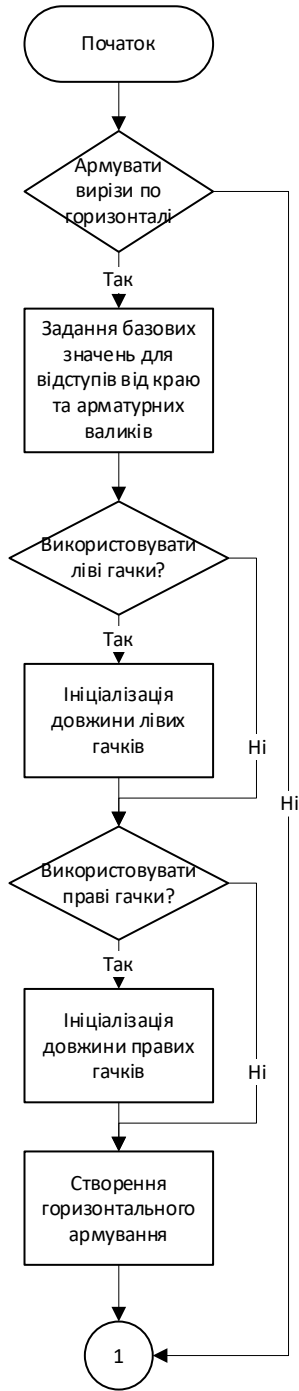 Початок
Армувати
вирізи по
горизонталі
Так
Задання базових
значень для
відступів від краю
та арматурних
валиків
Використовувати
ліві гачки?
Так
Ініціалізація
довжини лівих
гачків
Ні
Ні
Використовувати
праві гачки?
Так
Ініціалізація
довжини правих
гачків
Ні
Створення
горизонтального
армування
1